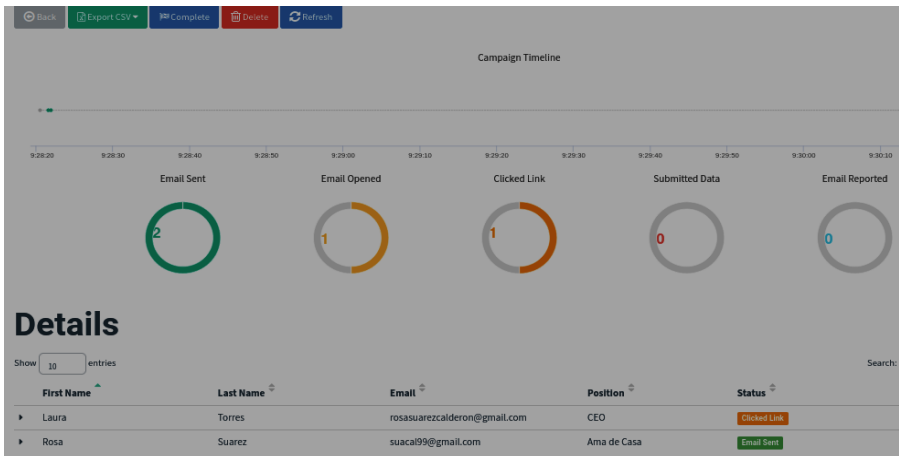 Back Export CSV Complete Delete Refresh
Campaign Timeline
9:28:20 9:28:30 9:28:40 9:28:50 9:29:00 9:29:10 9:29:20 9:29:30 9:29:40 9:29:50 9:30:00 9:30:10
Email Sent Email Opened Clicked Link Submitted Data Email Reported
2 1 1 0 0
Details
Show 10 entries Search:
First Name Last Name Email Position Status
Laura Torres rosasuarezcalderon@gmail.com CEO Clicked Link
Rosa Suarez suacal99@gmail.com Ama de Casa Email Sent